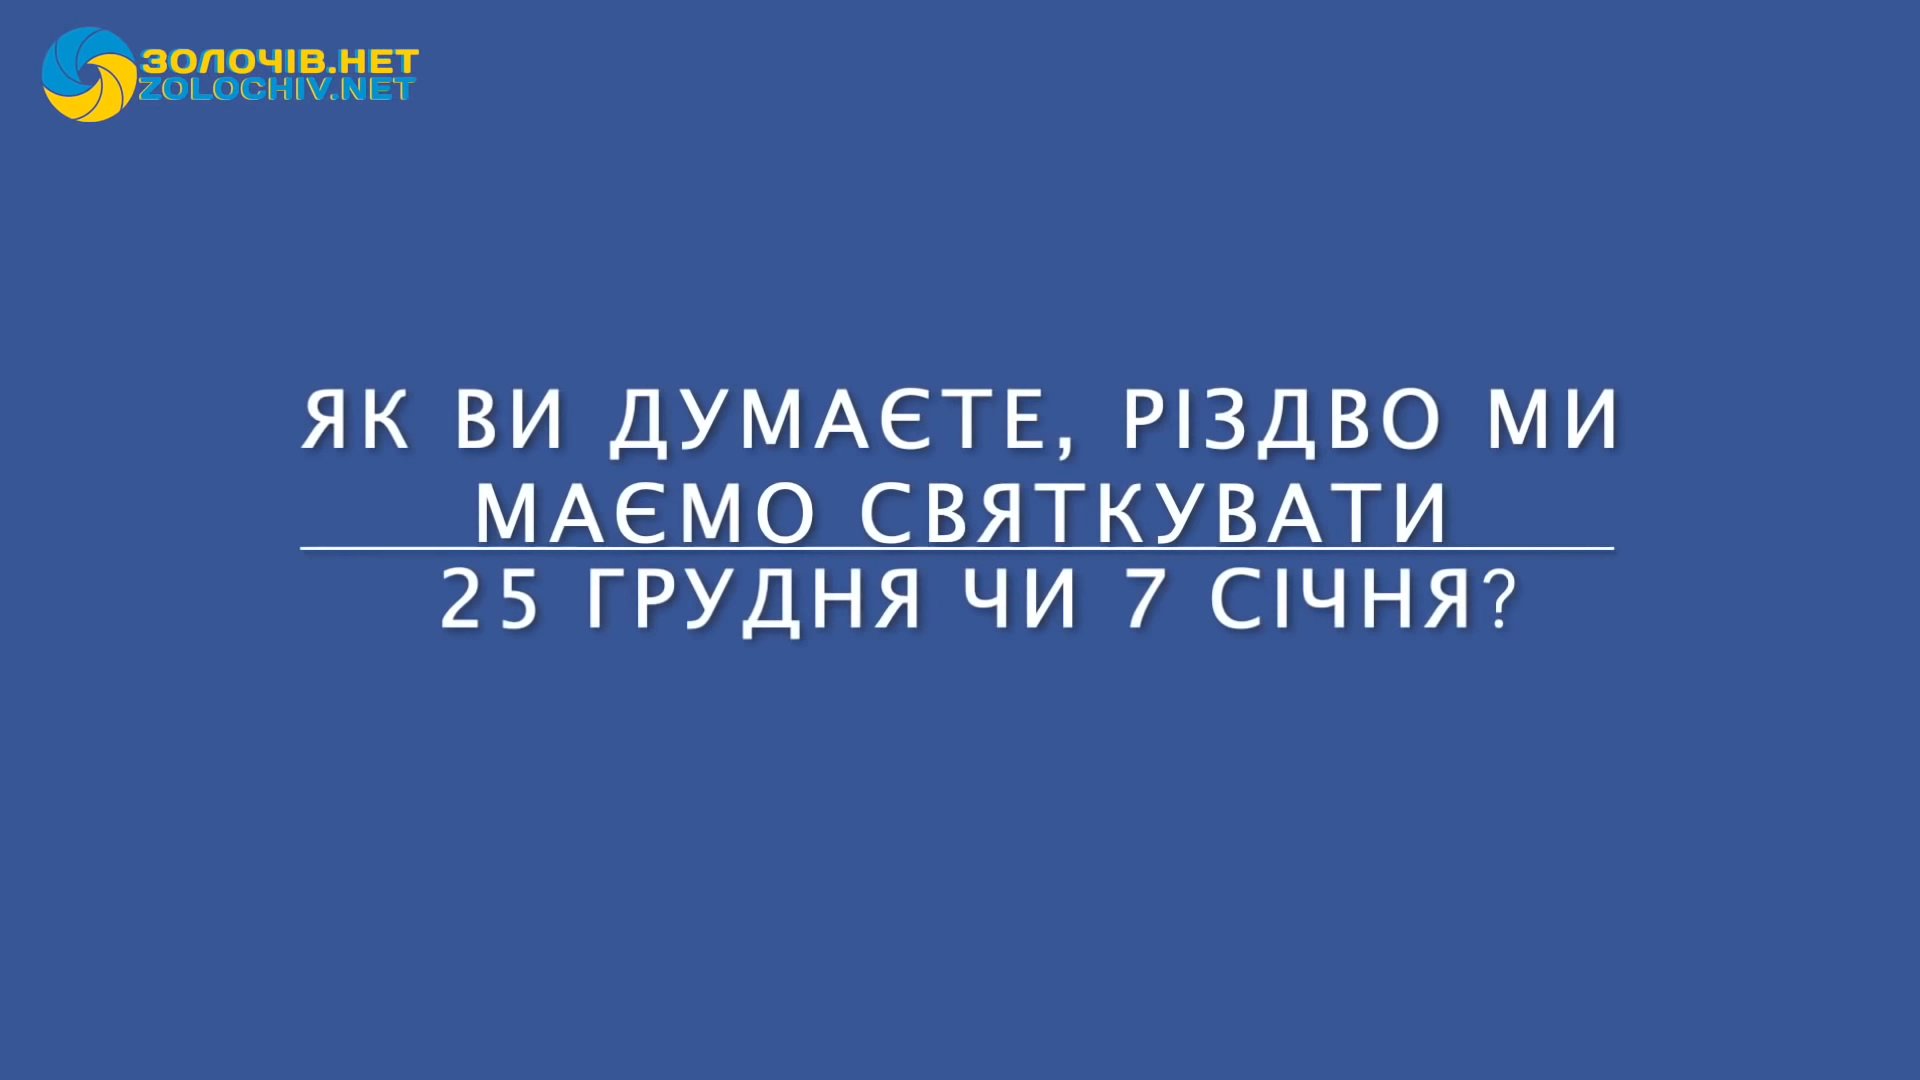 ЗОЛОЧІВ.НЕТ
ZOLOCHIV.NET
ЯК ВИ ДУМАЄТЕ, РІЗДВО МИ
МАЄМО СВЯТКУВАТИ
25 ГРУДНЯ ЧИ 7 СІЧНЯ?